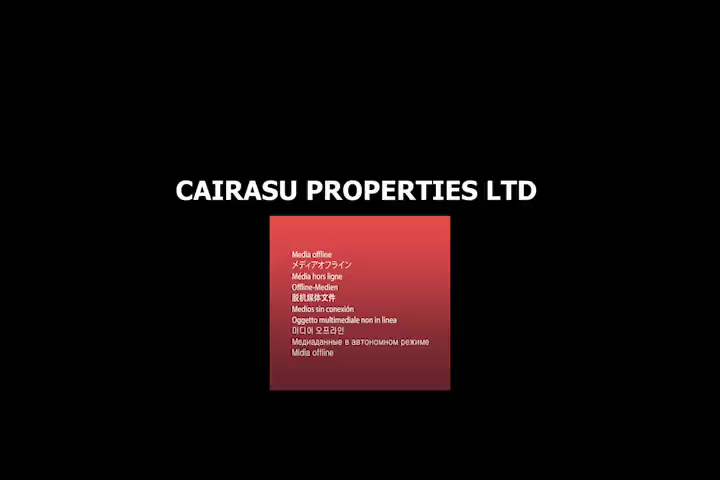 CAIRASU PROPERTIES LTD
Media offline
メディアオフライン
Média hors ligne
Offline-Medien
脱机媒体文件
Medios sin conexión
Oggetto multimediale non in linea
미디어 오프라인
Медиаданные в автономном режиме
Mídia offline